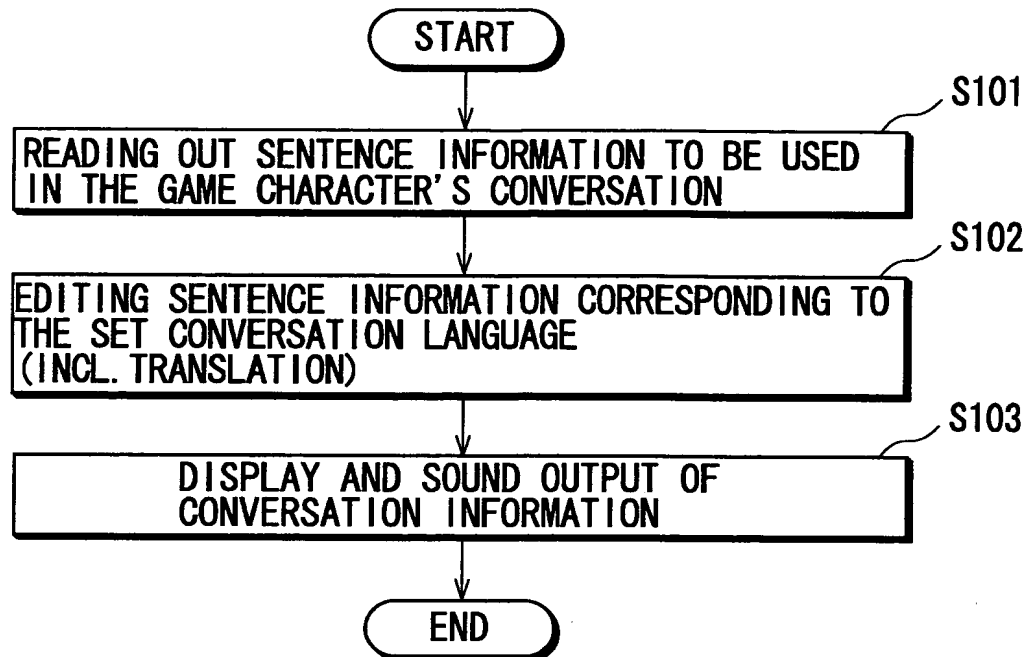 START
S101
READING OUT SENTENCE INFORMATION TO BE USED
IN THE GAME CHARACTER'S CONVERSATION
S102
EDITING SENTENCE INFORMATION CORRESPONDING TO
THE SET CONVERSATION LANGUAGE
(INCL. TRANSLATION)
S103
DISPLAY AND SOUND OUTPUT OF
CONVERSATION INFORMATION
END